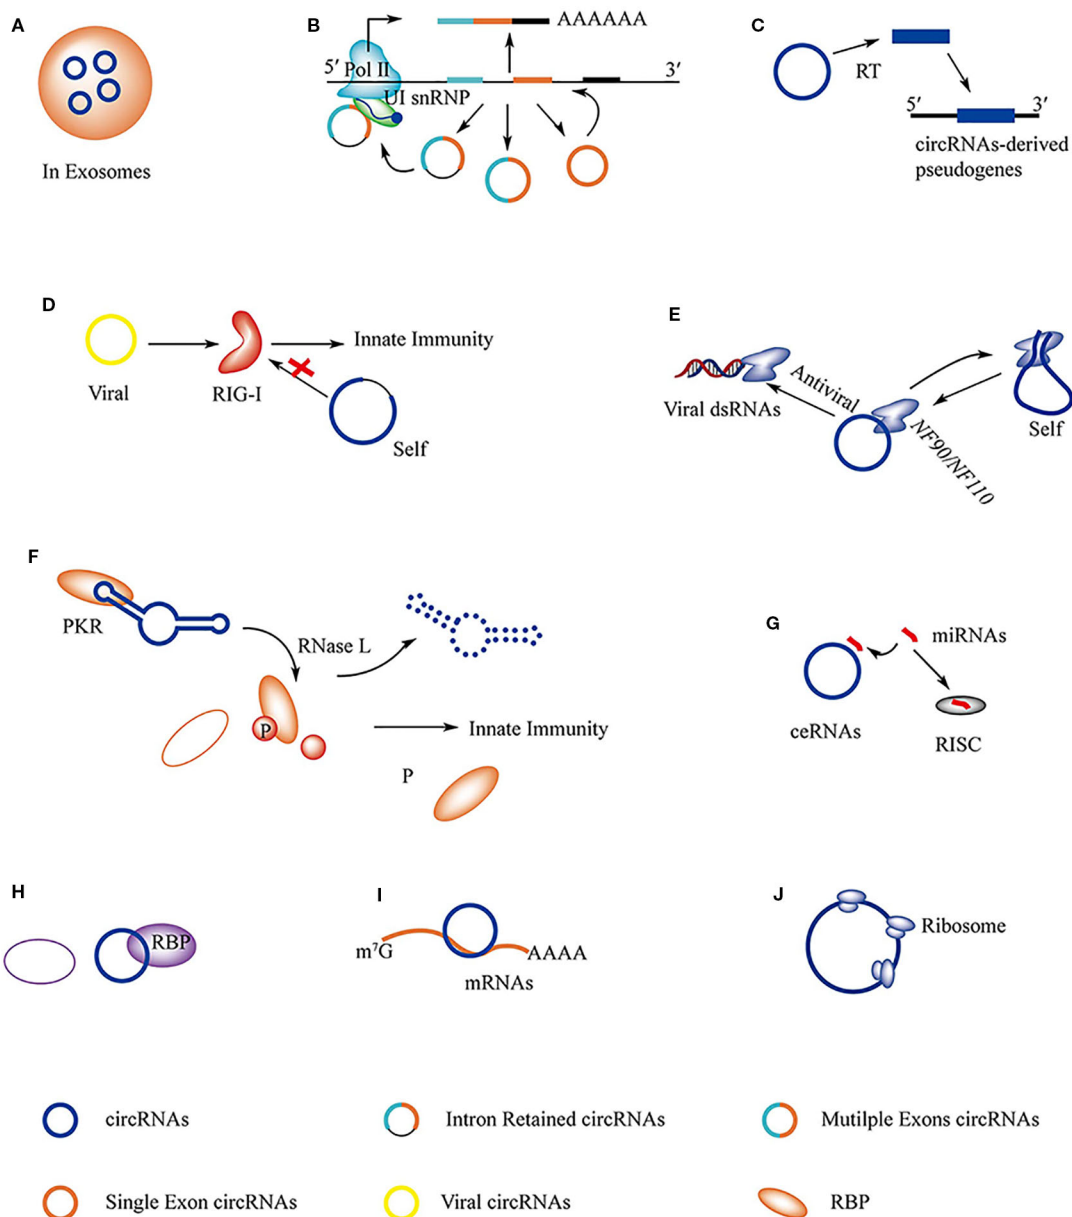 A
In Exosomes
B
AAAAAA
5′ Pol II 3′
UI snRNP
C
RT
5′ 3′
circRNAs-derived
pseudogenes
D
Viral
RIG-I
Innate Immunity
Self
E
Viral dsRNAs
Antiviral
NF90/NF110
Self
F
PKR
RNase L
P
Innate Immunity
P
G
miRNAs
ceRNAs
RISC
H
RBP
I
m⁷G
AAAA
mRNAs
J
Ribosome
circRNAs
Intron Retained circRNAs
Mutilple Exons circRNAs
Single Exon circRNAs
Viral circRNAs
RBP